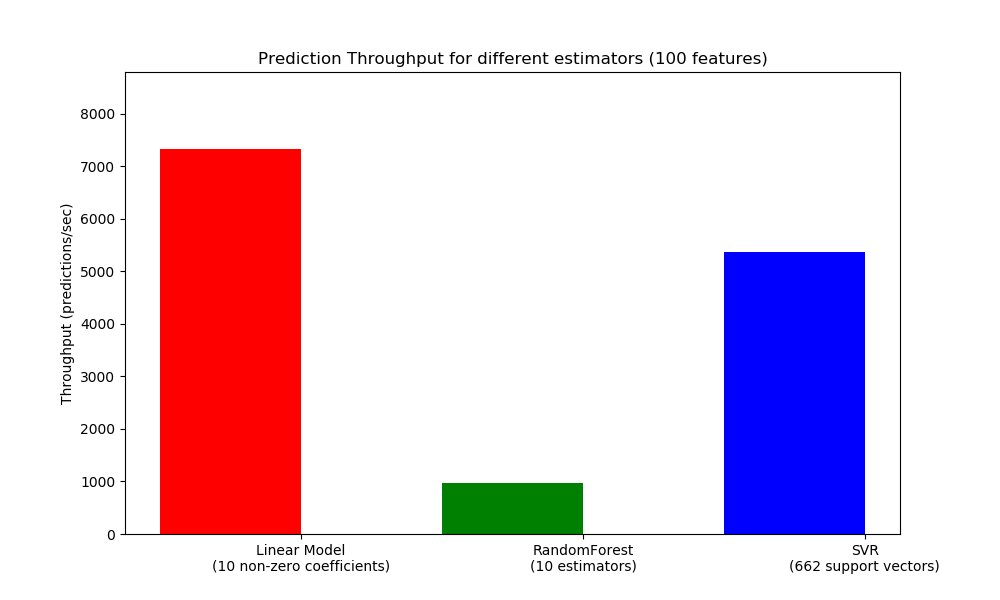 Prediction Throughput for different estimators (100 features)
Throughput (predictions/sec)
8000
7000
6000
5000
4000
3000
2000
1000
0
Linear Model
(10 non-zero coefficients)
RandomForest
(10 estimators)
SVR
(662 support vectors)